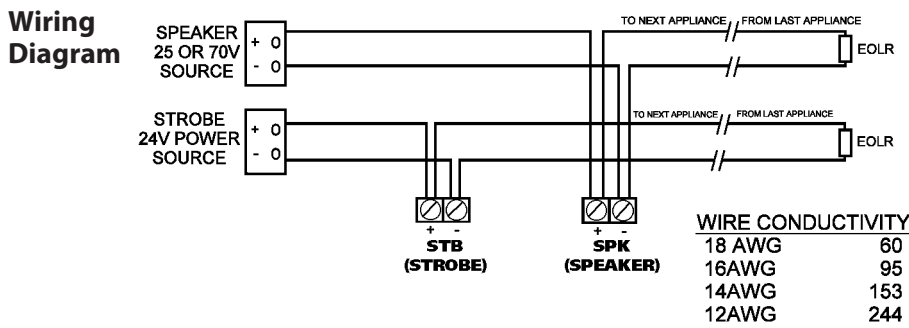 Wiring
Diagram
SPEAKER
25 OR 70V
SOURCE
+ O
- O
TO NEXT APPLIANCE
FROM LAST APPLIANCE
EOLR
STROBE
24V POWER
SOURCE
+ O
- O
TO NEXT APPLIANCE
FROM LAST APPLIANCE
EOLR
+ -
STB
(STROBE)
+ -
SPK
(SPEAKER)
WIRE CONDUCTIVITY
18 AWG 60
16AWG 95
14AWG 153
12AWG 244